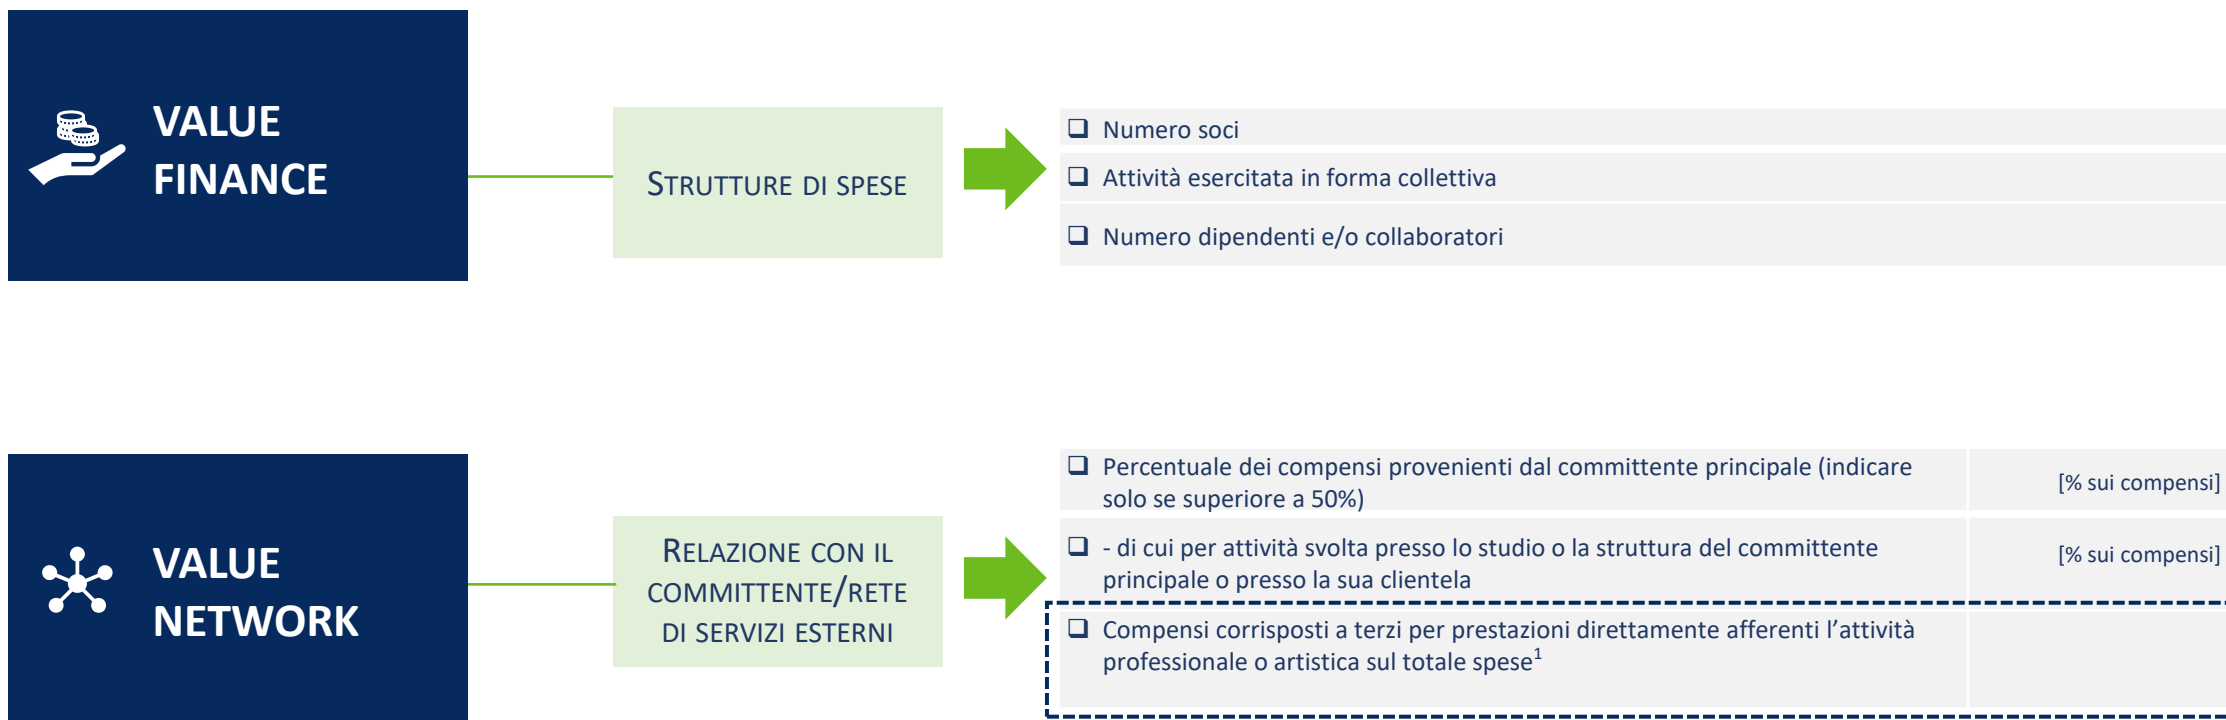 VALUE
FINANCE
STRUTTURE DI SPESE
❑ Numero soci
❑ Attività esercitata in forma collettiva
❑ Numero dipendenti e/o collaboratori
VALUE
NETWORK
RELAZIONE CON IL
COMMITTENTE/RETE
DI SERVIZI ESTERNI
❑ Percentuale dei compensi provenienti dal committente principale (indicare
solo se superiore a 50%)
[% sui compensi]
❑ - di cui per attività svolta presso lo studio o la struttura del committente
principale o presso la sua clientela
[% sui compensi]
❑ Compensi corrisposti a terzi per prestazioni direttamente afferenti l’attività
professionale o artistica sul totale spese¹